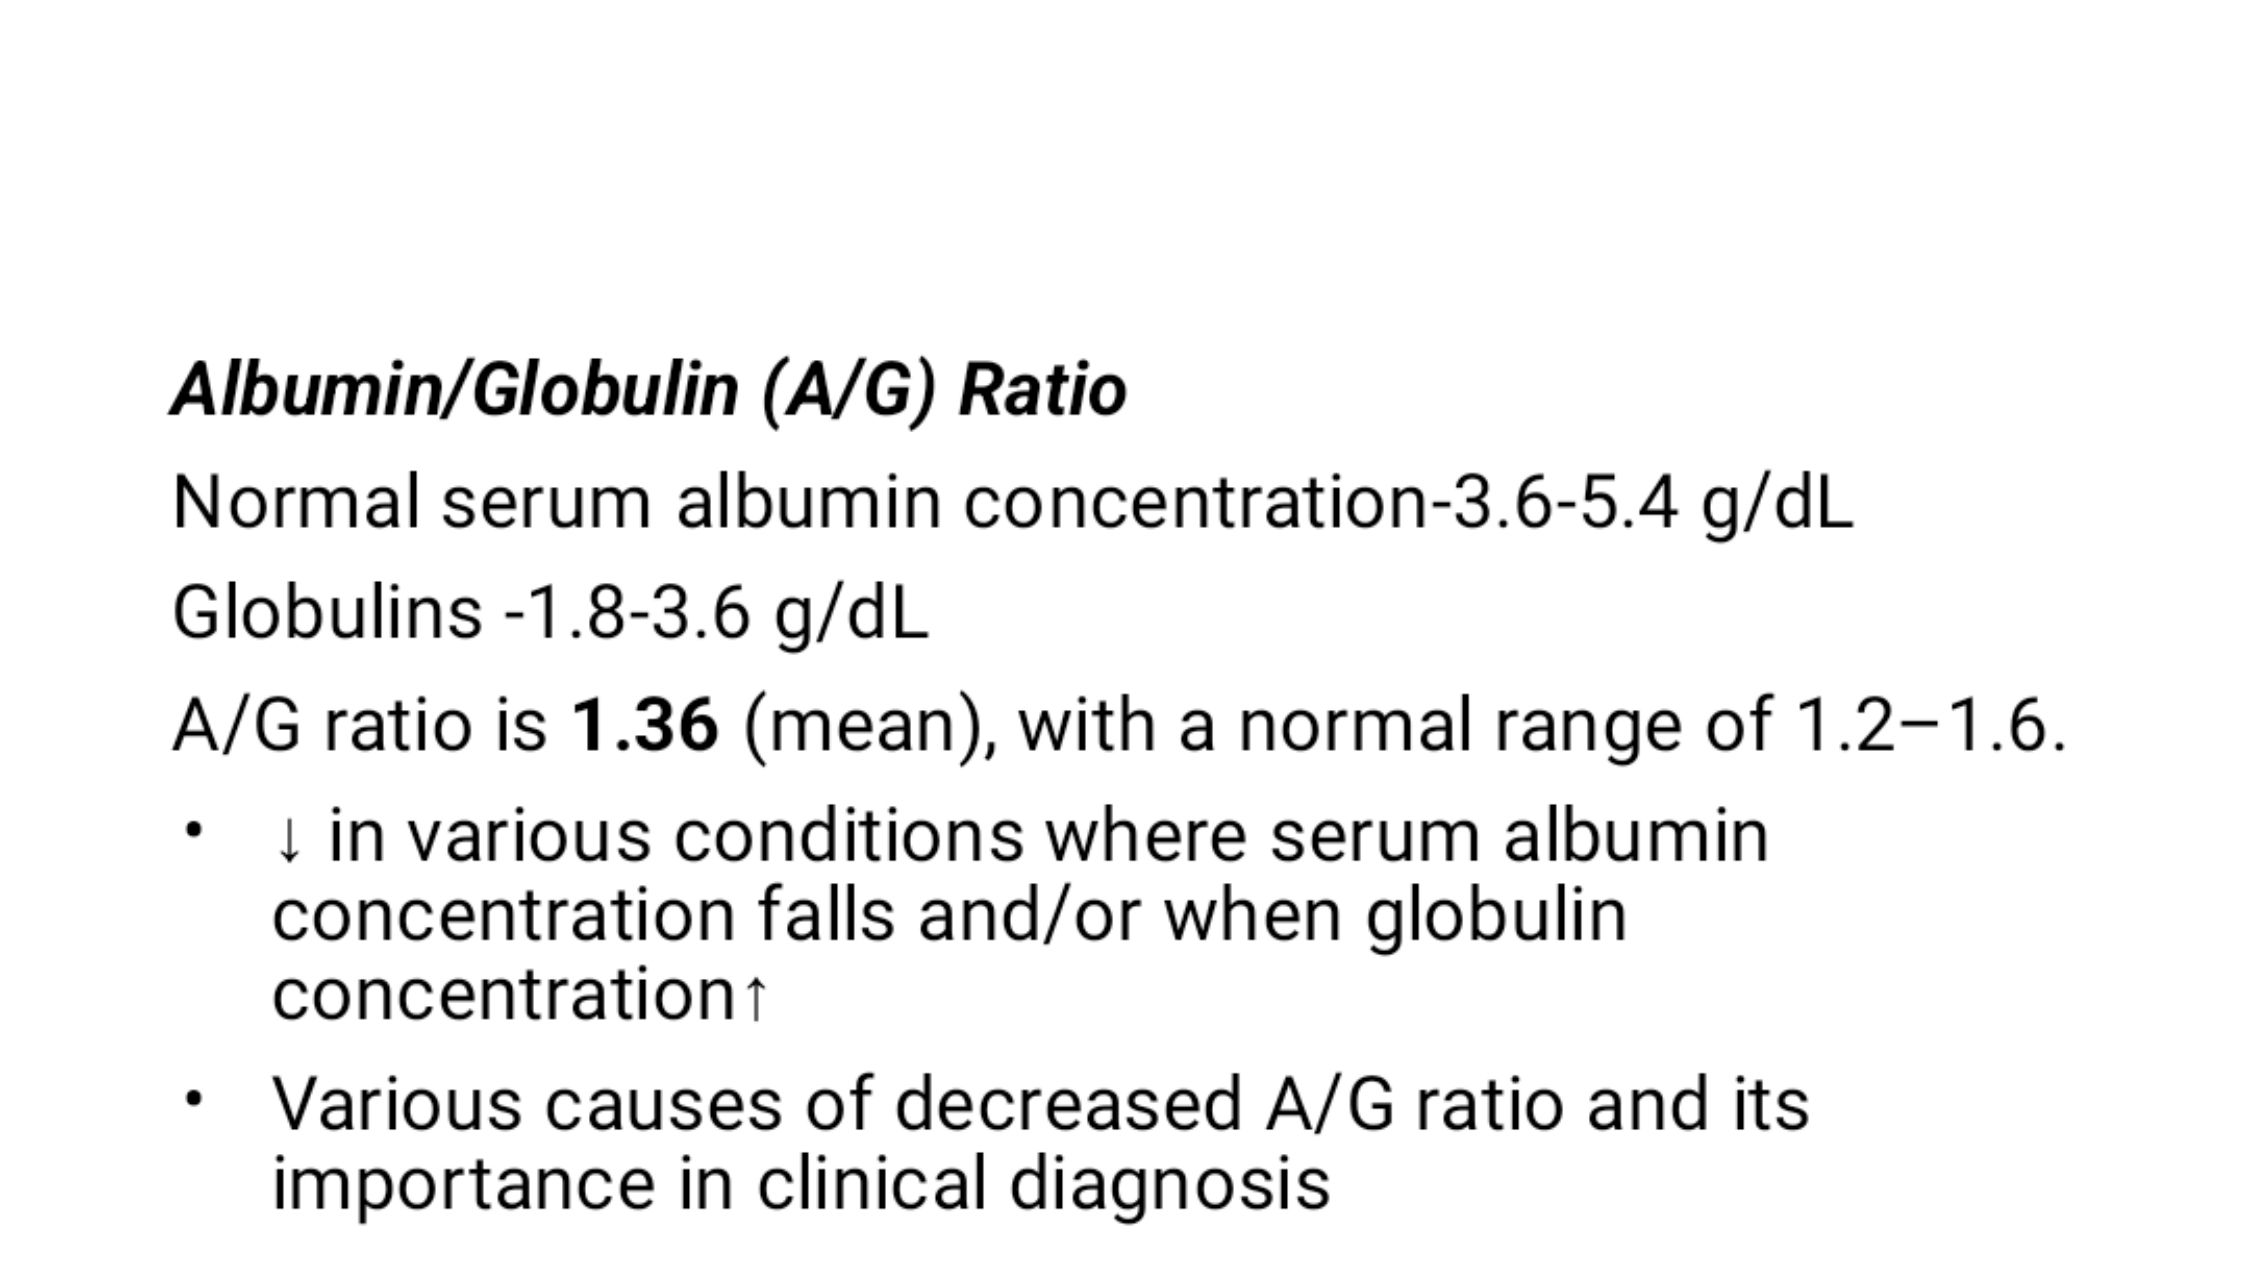 Albumin/Globulin (A/G) Ratio
Normal serum albumin concentration-3.6-5.4 g/dL
Globulins -1.8-3.6 g/dL
A/G ratio is 1.36 (mean), with a normal range of 1.2–1.6.
• ↓ in various conditions where serum albumin
concentration falls and/or when globulin
concentration↑
• Various causes of decreased A/G ratio and its
importance in clinical diagnosis